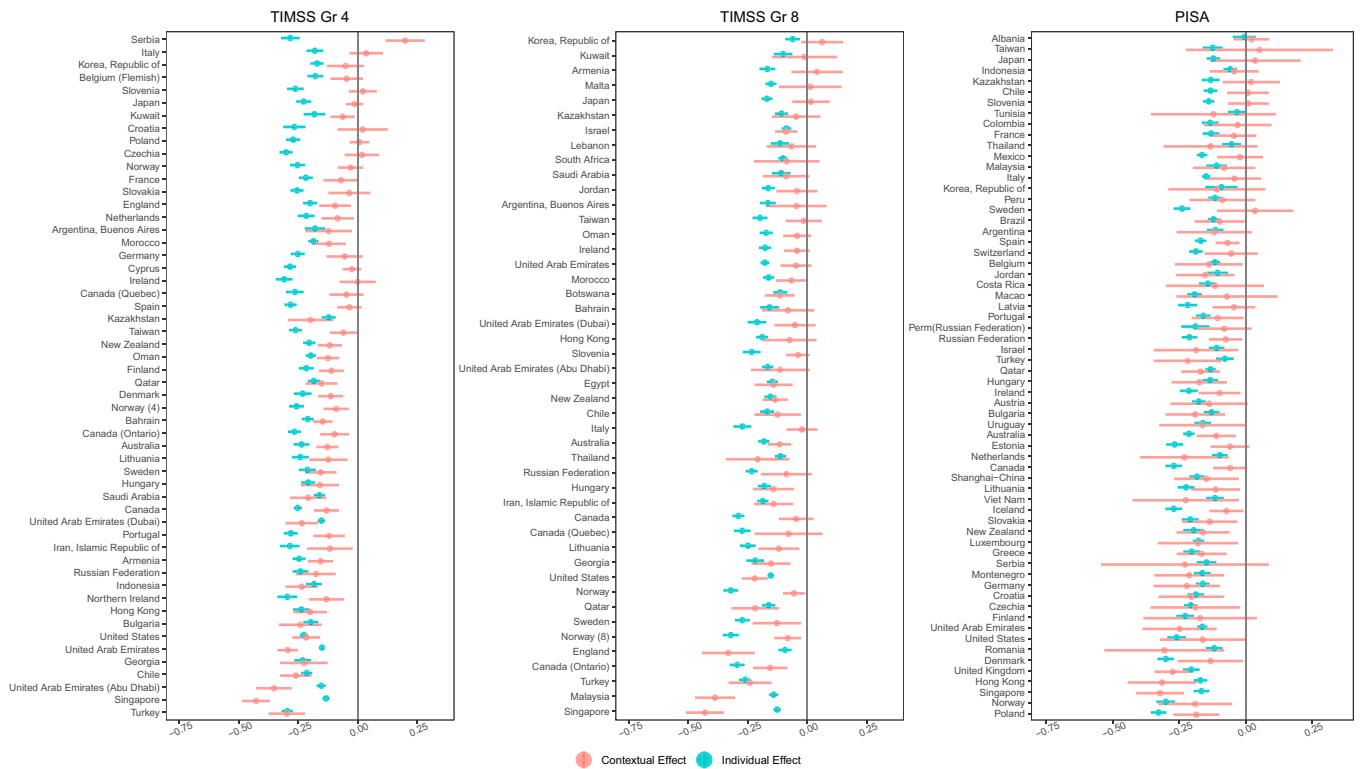 TIMSS Gr 4
Serbia
Italy
Korea, Republic of
Belgium (Flemish)
Slovenia
Japan
Kuwait
Croatia
Poland
Czechia
Norway
France
Slovakia
England
Netherlands
Argentina, Buenos Aires
Morocco
Germany
Cyprus
Ireland
Canada (Quebec)
Spain
Kazakhstan
Taiwan
New Zealand
Oman
Finland
Qatar
Denmark
Norway (4)
Bahrain
Canada (Ontario)
Australia
Lithuania
Sweden
Hungary
Saudi Arabia
Canada
United Arab Emirates (Dubai)
Portugal
Iran, Islamic Republic of
Armenia
Russian Federation
Indonesia
Northern Ireland
Hong Kong
Bulgaria
United States
United Arab Emirates
Georgia
Chile
United Arab Emirates (Abu Dhabi)
Singapore
Turkey
−0.75
−0.50
−0.25
0.00
0.25
TIMSS Gr 8
Korea, Republic of
Kuwait
Armenia
Malta
Japan
Kazakhstan
Israel
Lebanon
South Africa
Saudi Arabia
Jordan
Argentina, Buenos Aires
Taiwan
Oman
Ireland
United Arab Emirates
Morocco
Botswana
Bahrain
United Arab Emirates (Dubai)
Hong Kong
Slovenia
United Arab Emirates (Abu Dhabi)
Egypt
New Zealand
Chile
Italy
Australia
Thailand
Russian Federation
Hungary
Iran, Islamic Republic of
Canada
Canada (Quebec)
Lithuania
Georgia
United States
Norway
Qatar
Sweden
Norway (8)
England
Canada (Ontario)
Turkey
Malaysia
Singapore
−0.75
−0.50
−0.25
0.00
0.25
PISA
Albania
Taiwan
Japan
Indonesia
Kazakhstan
Chile
Slovenia
Tunisia
Colombia
France
Thailand
Mexico
Malaysia
Italy
Korea, Republic of
Peru
Sweden
Brazil
Argentina
Spain
Switzerland
Belgium
Jordan
Costa Rica
Macao
Latvia
Portugal
Perm(Russian Federation)
Russian Federation
Israel
Turkey
Qatar
Hungary
Ireland
Austria
Bulgaria
Uruguay
Australia
Estonia
Netherlands
Canada
Shanghai−China
Lithuania
Viet Nam
Iceland
Slovakia
New Zealand
Luxembourg
Greece
Serbia
Montenegro
Germany
Croatia
Czechia
Finland
United Arab Emirates
United States
Romania
Denmark
United Kingdom
Hong Kong
Singapore
Norway
Poland
−0.75
−0.50
−0.25
0.00
0.25
Contextual Effect
Individual Effect